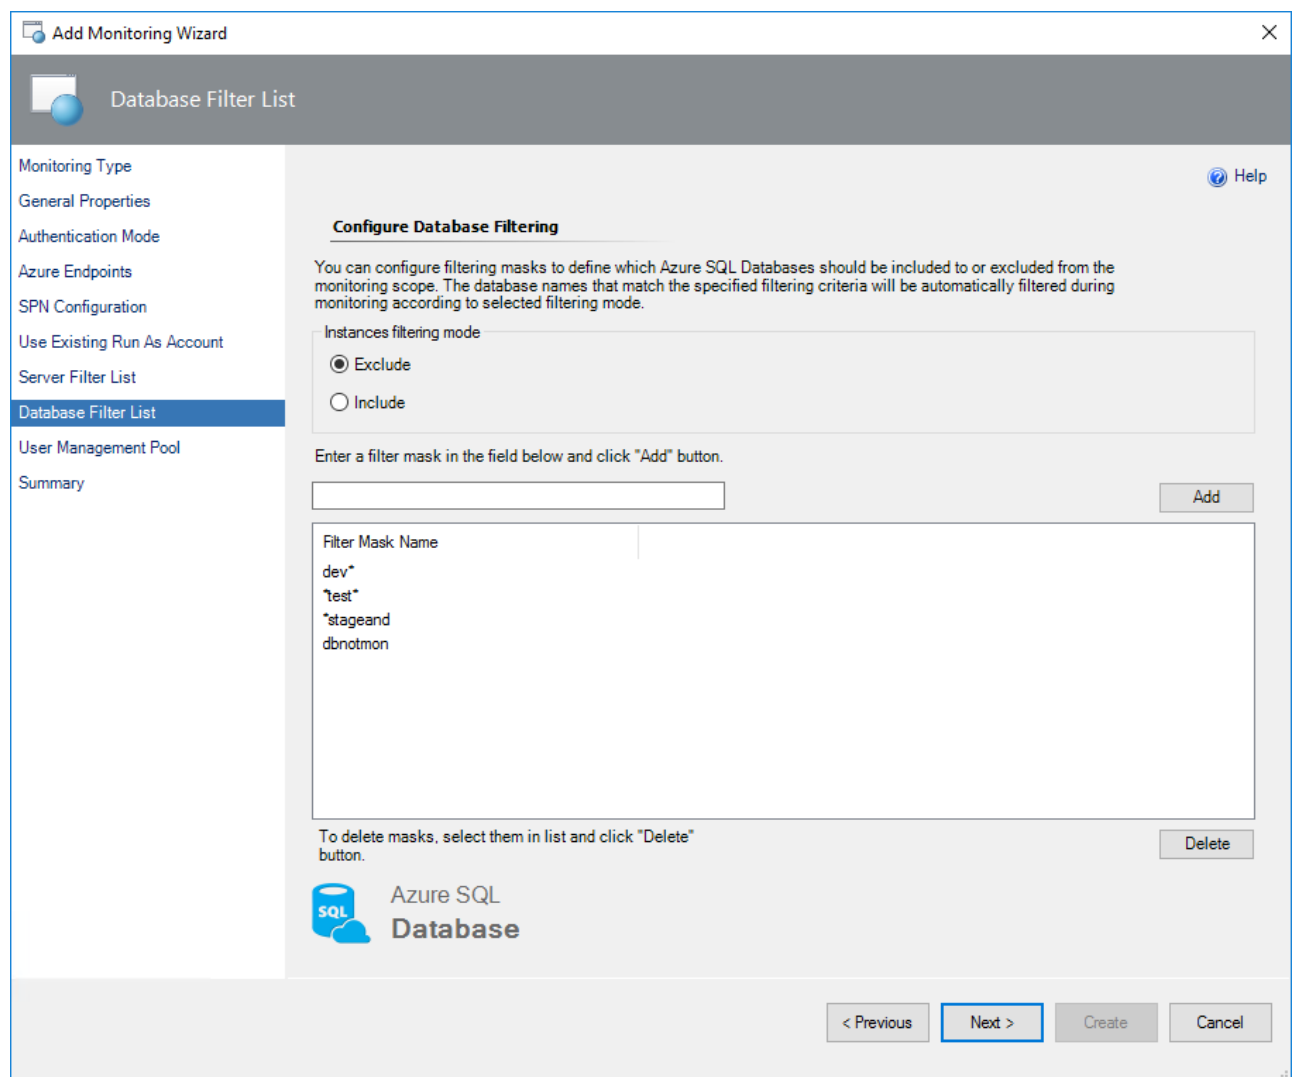 Add Monitoring Wizard
Database Filter List
Monitoring Type
General Properties
Authentication Mode
Azure Endpoints
SPN Configuration
Use Existing Run As Account
Server Filter List
Database Filter List
User Management Pool
Summary
Help
Configure Database Filtering
You can configure filtering masks to define which Azure SQL Databases should be included to or excluded from the
monitoring scope. The database names that match the specified filtering criteria will be automatically filtered during
monitoring according to selected filtering mode.
Instances filtering mode
Exclude
Include
Enter a filter mask in the field below and click "Add" button.
Add
Filter Mask Name
dev*
*test*
*stageand
dbnotmon
To delete masks, select them in list and click "Delete"
button.
Delete
SQL
Azure SQL
Database
< Previous
Next >
Create
Cancel